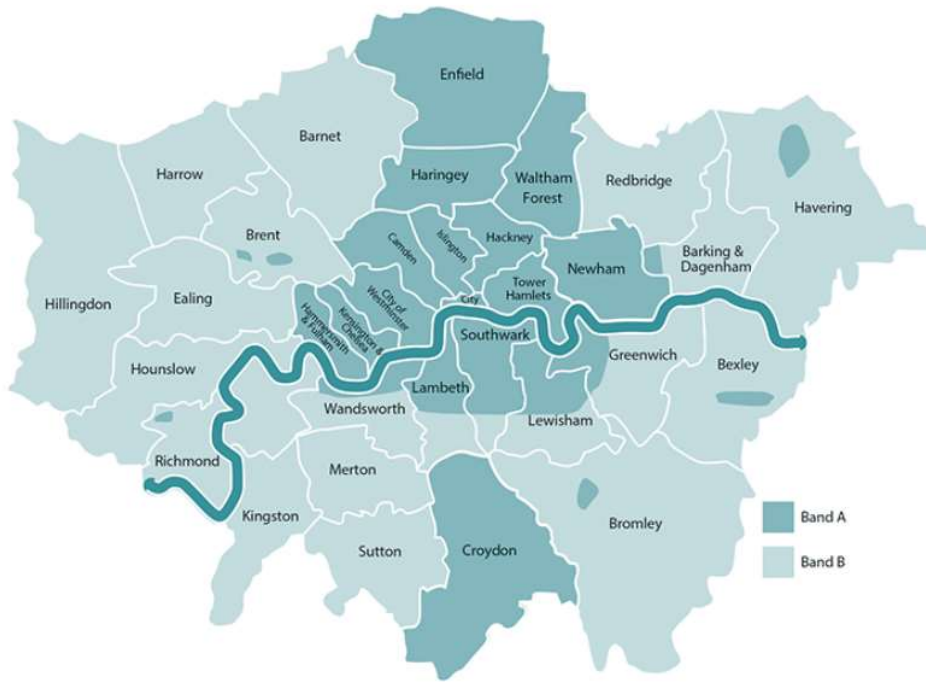 Enfield
Barnet
Harrow
Haringey
Waltham
Forest
Redbridge
Havering
Brent
Camden
Islington
Hackney
Barking &
Dagenham
Newham
Tower
Hamlets
Hillingdon
Ealing
City of
Westminster
City
Kensington &
Chelsea
Hammersmith
& Fulham
Southwark
Greenwich
Bexley
Hounslow
Lambeth
Wandsworth
Lewisham
Richmond
Merton
Kingston
Sutton
Croydon
Bromley
Band A
Band B